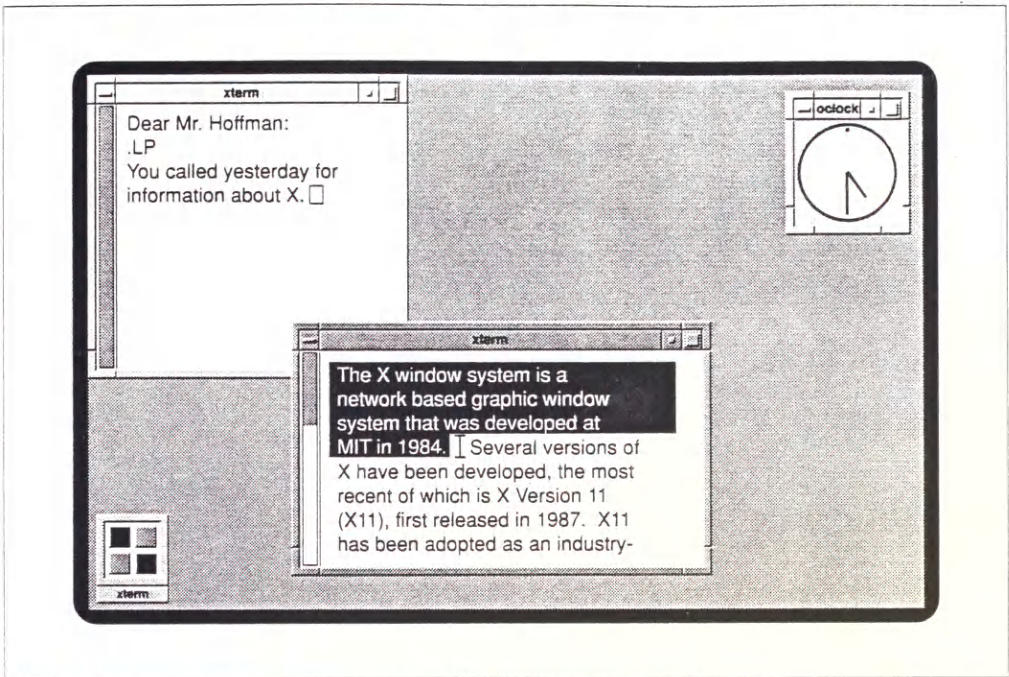 xterm
Dear Mr. Hoffman:
.LP
You called yesterday for
information about X.
oclock
xterm
The X window system is a
network based graphic window
system that was developed at
MIT in 1984. Several versions of
X have been developed, the most
recent of which is X Version 11
(X11), first released in 1987. X11
has been adopted as an industry-
xterm